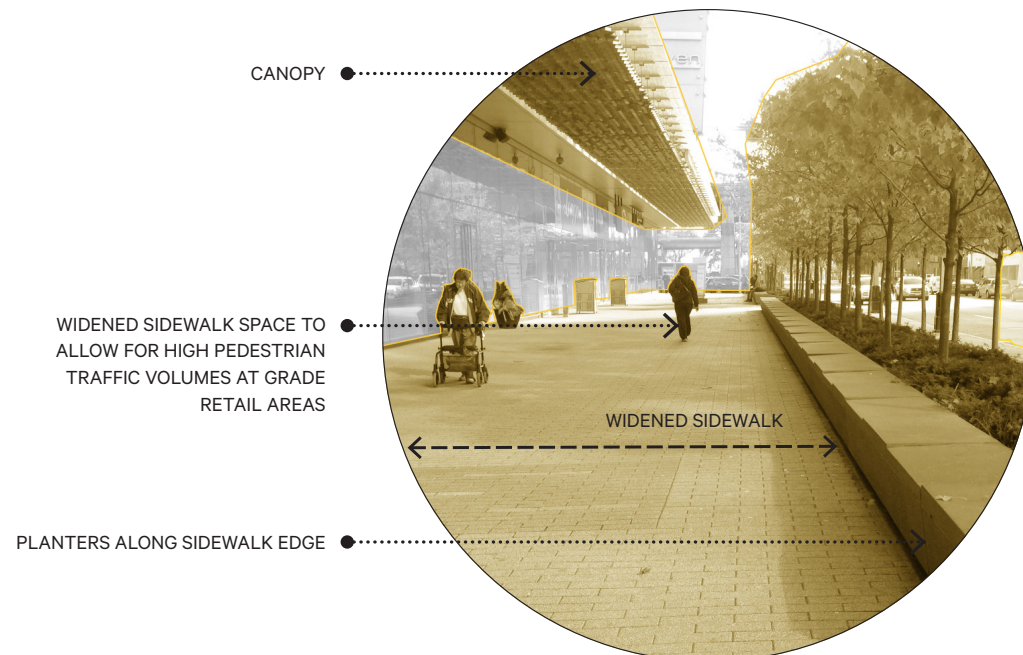 CANOPY
WIDENED SIDEWALK SPACE TO
ALLOW FOR HIGH PEDESTRIAN
TRAFFIC VOLUMES AT GRADE
RETAIL AREAS
WIDENED SIDEWALK
PLANTERS ALONG SIDEWALK EDGE